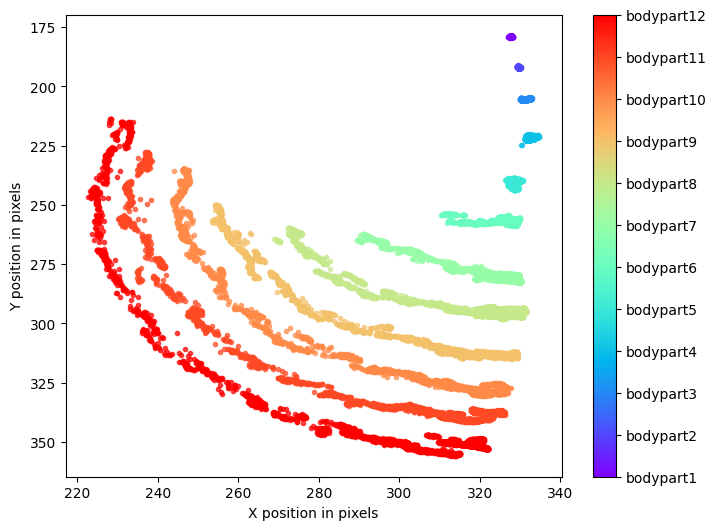 175
200
225
250
275
300
325
350
Y position in pixels
220
240
260
280
300
320
340
X position in pixels
bodypart12
bodypart11
bodypart10
bodypart9
bodypart8
bodypart7
bodypart6
bodypart5
bodypart4
bodypart3
bodypart2
bodypart1